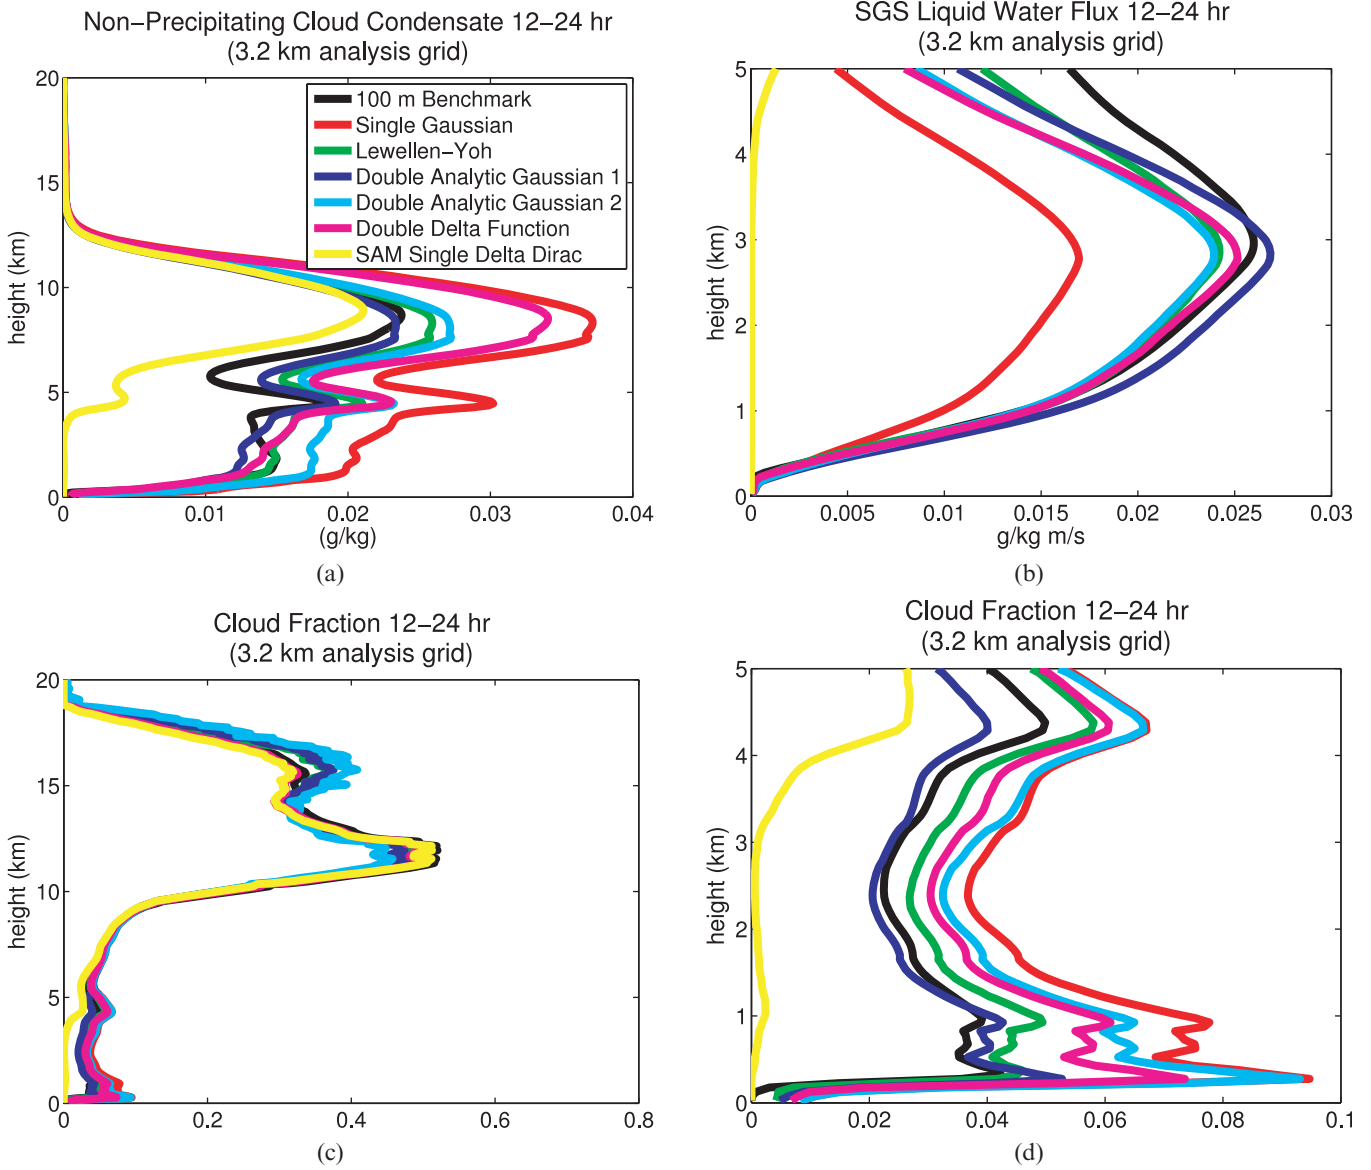 Non−Precipitating Cloud Condensate 12−24 hr
(3.2 km analysis grid)
20
15
10
5
0
height (km)
100 m Benchmark
Single Gaussian
Lewellen−Yoh
Double Analytic Gaussian 1
Double Analytic Gaussian 2
Double Delta Function
SAM Single Delta Dirac
0
0.01
0.02
0.03
0.04
(g/kg)
(a)
SGS Liquid Water Flux 12−24 hr
(3.2 km analysis grid)
5
4
3
2
1
0
height (km)
0
0.005
0.01
0.015
0.02
0.025
0.03
g/kg m/s
(b)
Cloud Fraction 12−24 hr
(3.2 km analysis grid)
20
15
10
5
0
height (km)
0
0.2
0.4
0.6
0.8
(c)
Cloud Fraction 12−24 hr
(3.2 km analysis grid)
5
4
3
2
1
0
height (km)
0
0.02
0.04
0.06
0.08
0.1
(d)